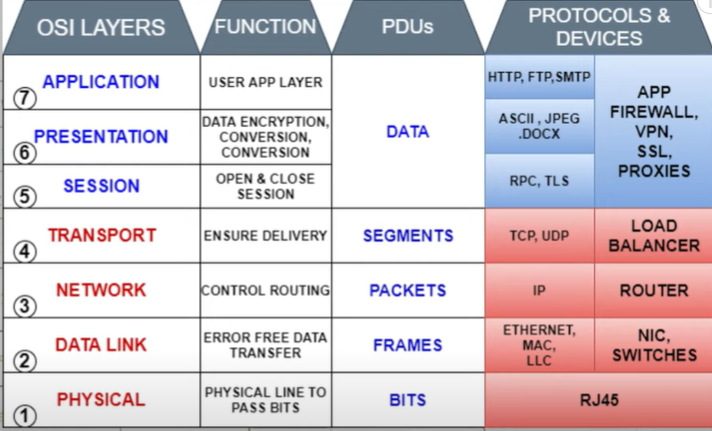 OSI LAYERS
FUNCTION
PDUs
PROTOCOLS &
DEVICES
7
APPLICATION
USER APP LAYER
DATA
HTTP, FTP,SMTP
APP
FIREWALL,
VPN,
SSL,
PROXIES
6
PRESENTATION
DATA ENCRYPTION,
CONVERSION,
CONVERSION
ASCII , JPEG
.DOCX
5
SESSION
OPEN & CLOSE
SESSION
RPC, TLS
4
TRANSPORT
ENSURE DELIVERY
SEGMENTS
TCP, UDP
LOAD
BALANCER
3
NETWORK
CONTROL ROUTING
PACKETS
IP
ROUTER
2
DATA LINK
ERROR FREE DATA
TRANSFER
FRAMES
ETHERNET,
MAC,
LLC
NIC,
SWITCHES
1
PHYSICAL
PHYSICAL LINE TO
PASS BITS
BITS
RJ45